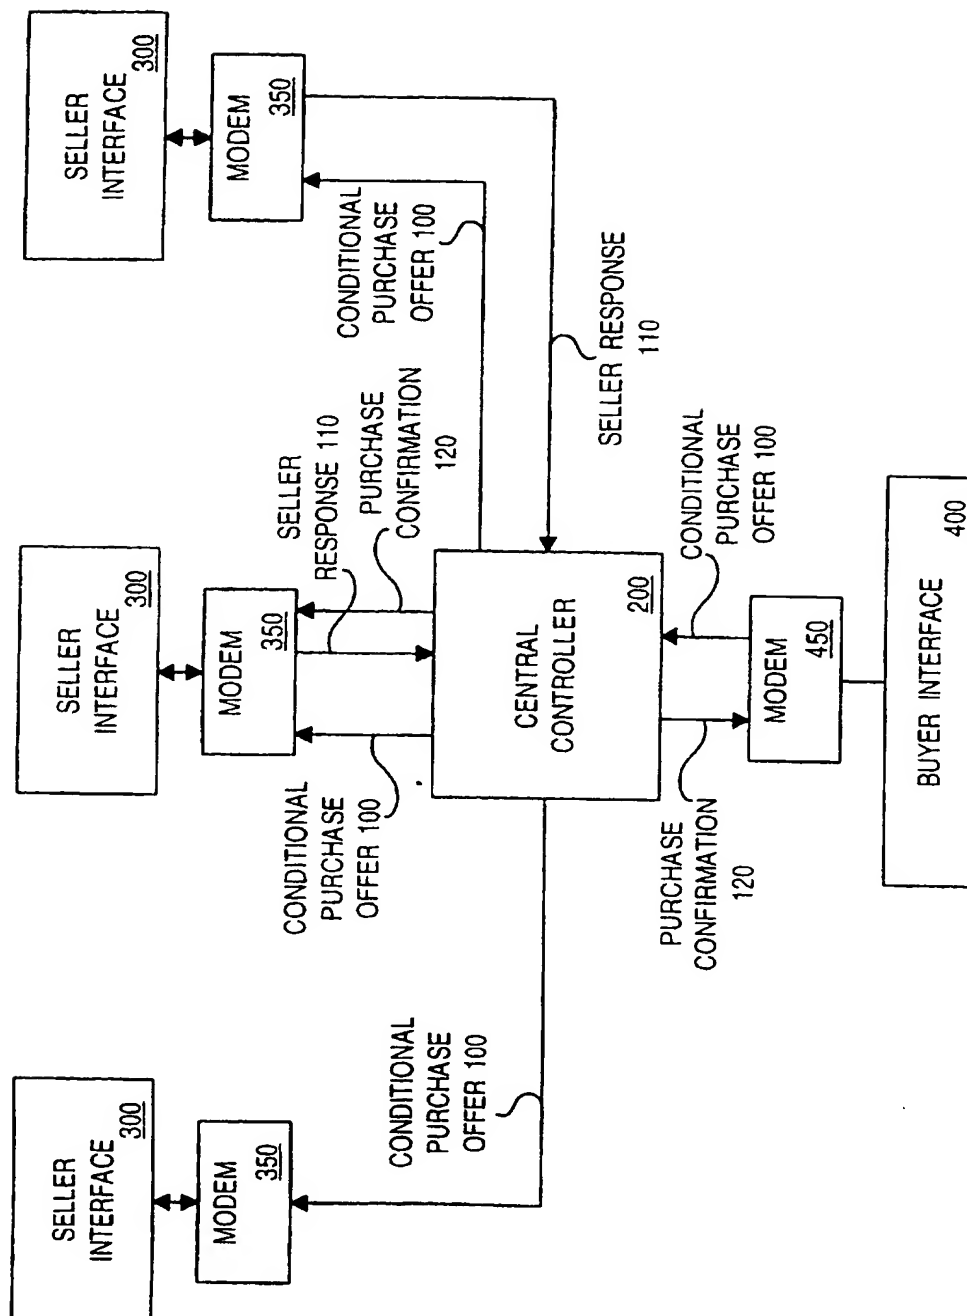 SELLER
INTERFACE
300
MODEM
350
CONDITIONAL
PURCHASE
OFFER 100
SELLER
INTERFACE
300
MODEM
350
CONDITIONAL
PURCHASE
OFFER 100
SELLER
RESPONSE 110
PURCHASE
CONFIRMATION
120
SELLER
INTERFACE
300
MODEM
350
CONDITIONAL
PURCHASE
OFFER 100
SELLER RESPONSE
110
CENTRAL
CONTROLLER
200
PURCHASE
CONFIRMATION
120
CONDITIONAL
PURCHASE
OFFER 100
MODEM
450
BUYER INTERFACE
400